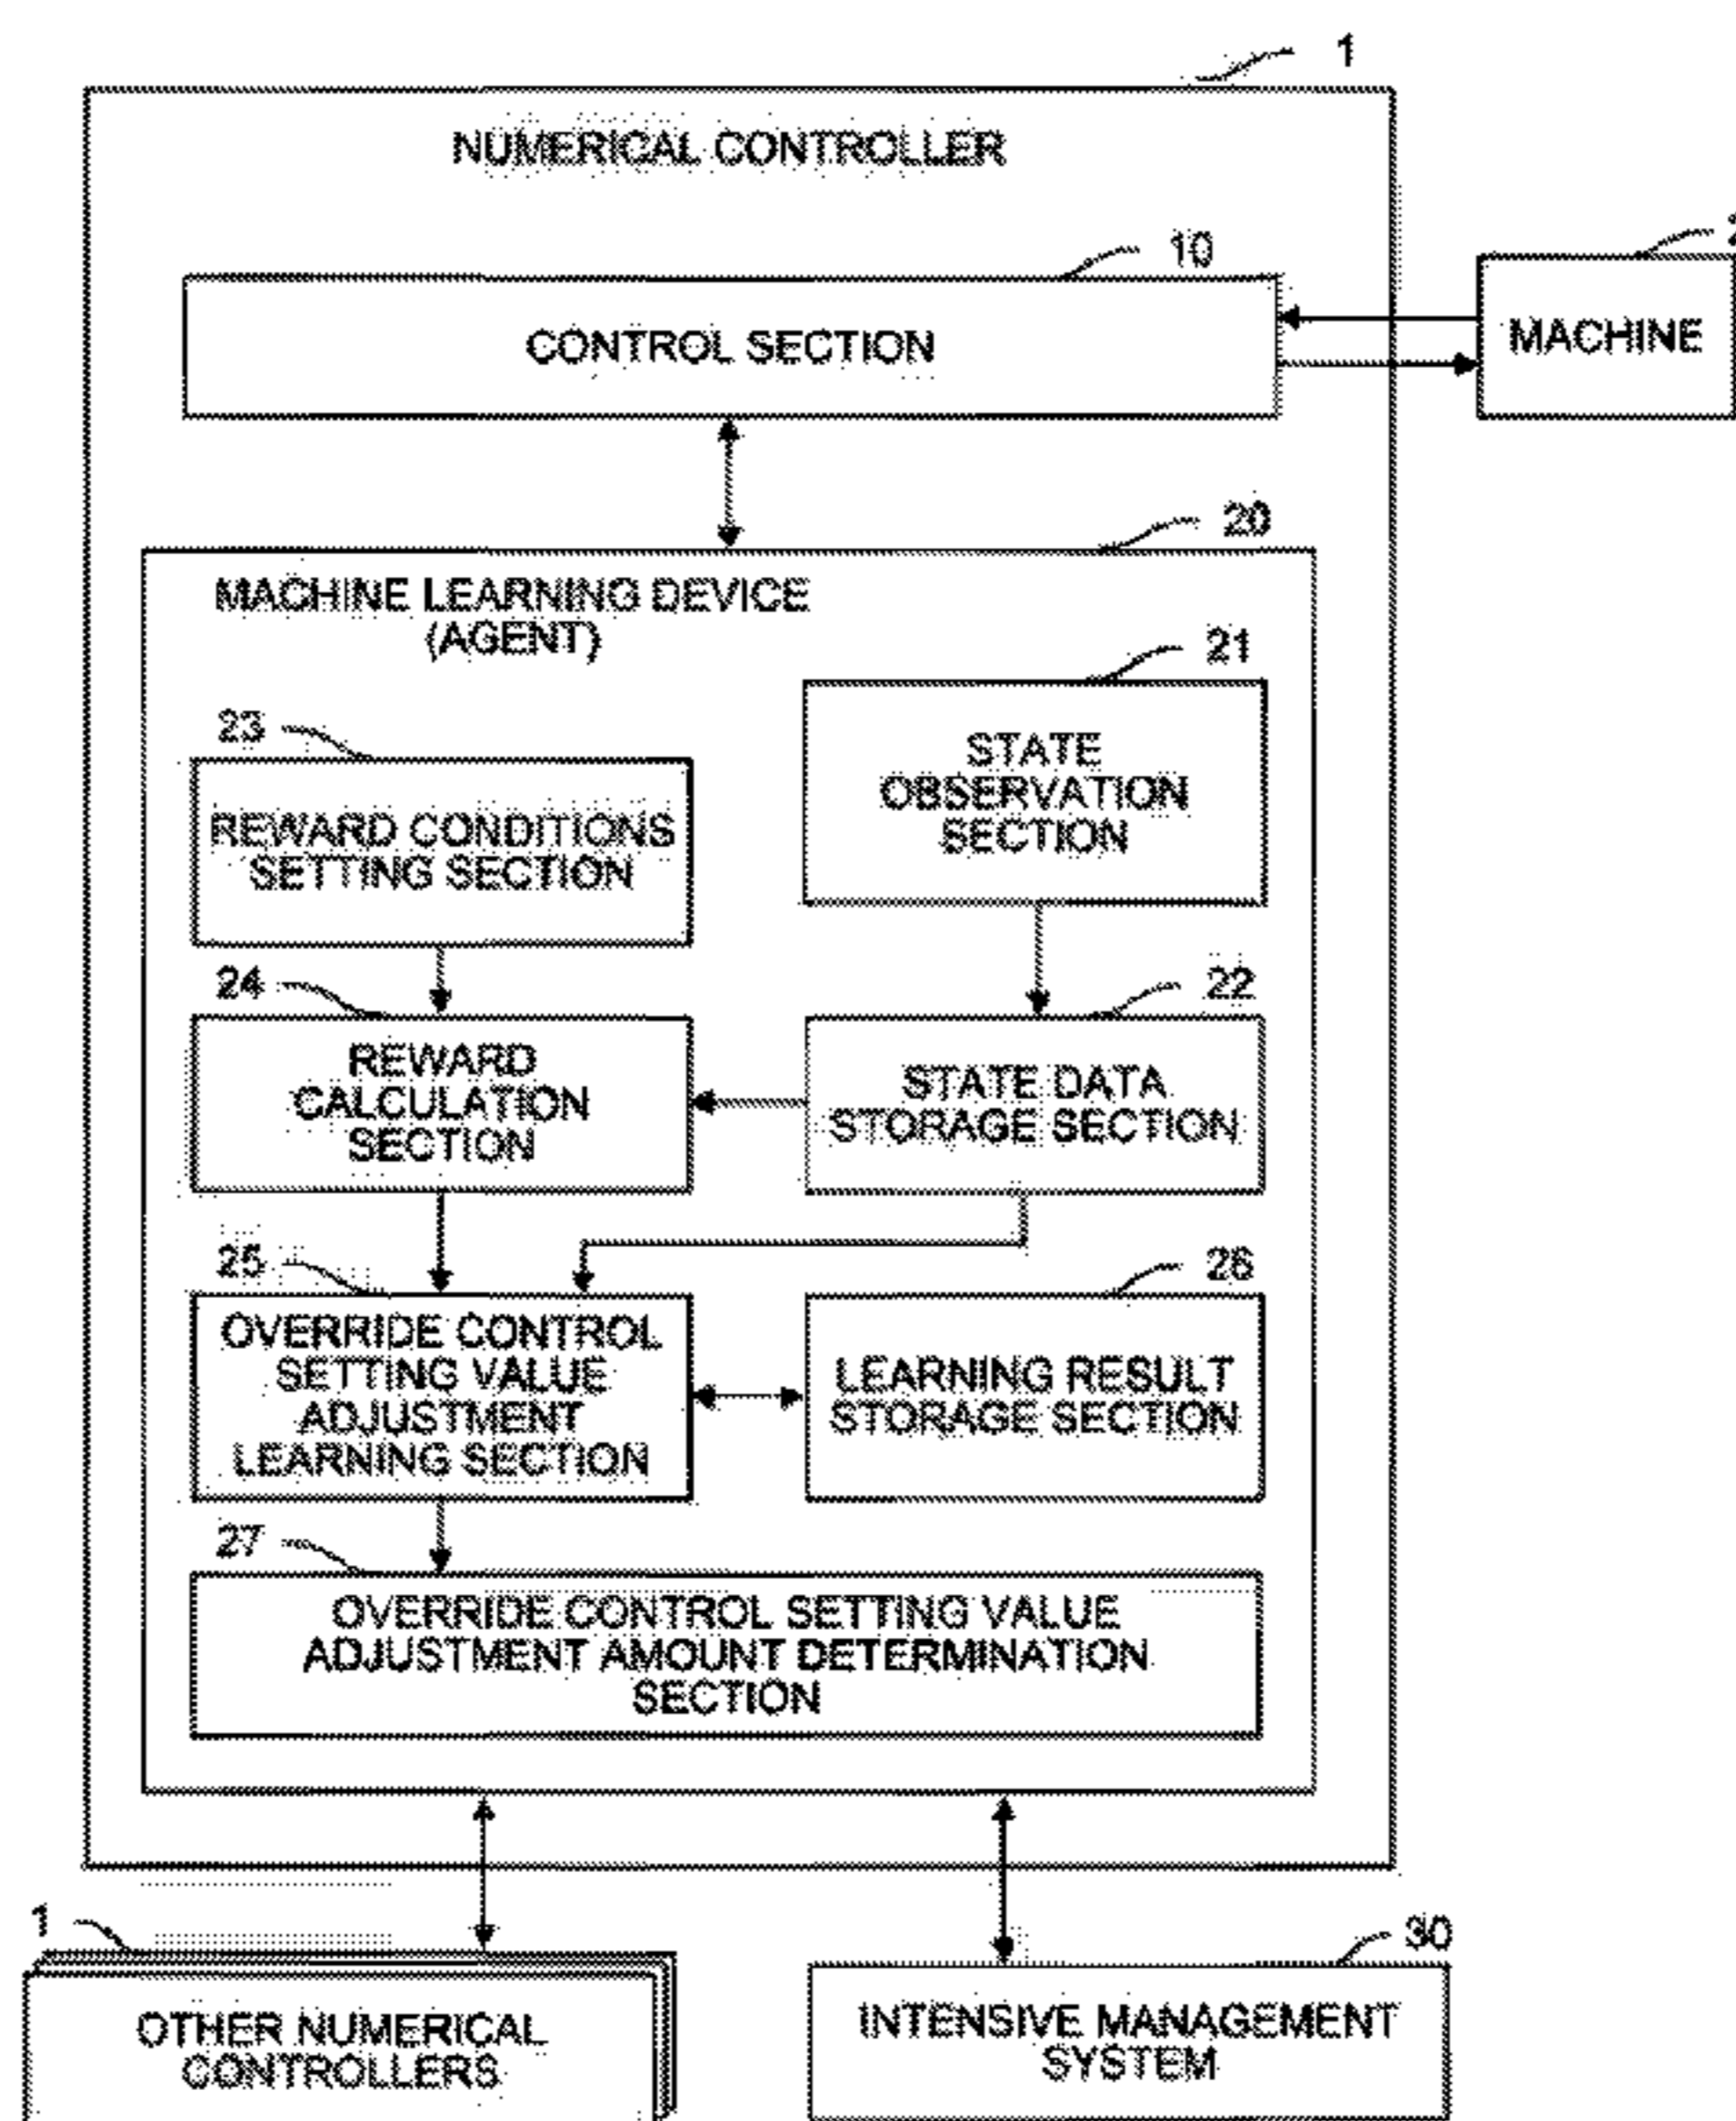 1
NUMERICAL CONTROLLER
10
2
CONTROL SECTION
MACHINE
20
MACHINE LEARNING DEVICE
(AGENT)
21
23
STATE
OBSERVATION
SECTION
REWARD CONDITIONS
SETTING SECTION
24
22
REWARD
CALCULATION
SECTION
STATE DATA
STORAGE SECTION
25
26
OVERRIDE CONTROL
SETTING VALUE
ADJUSTMENT
LEARNING SECTION
LEARNING RESULT
STORAGE SECTION
27
OVERRIDE CONTROL SETTING VALUE
ADJUSTMENT AMOUNT DETERMINATION
SECTION
1
30
OTHER NUMERICAL
CONTROLLERS
INTENSIVE MANAGEMENT
SYSTEM